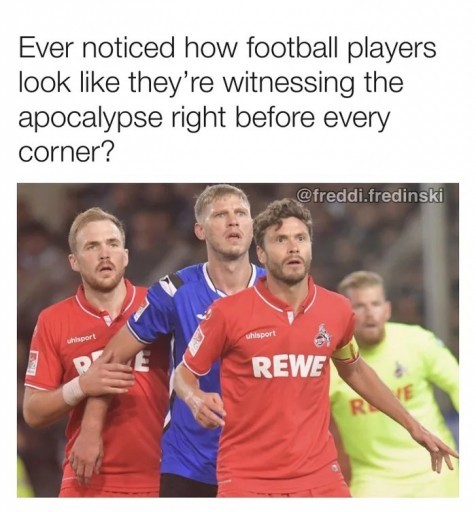 Ever noticed how football players
look like they’re witnessing the
apocalypse right before every
corner?
@freddi.fredinski
uhlsport
uhlsport
REWE